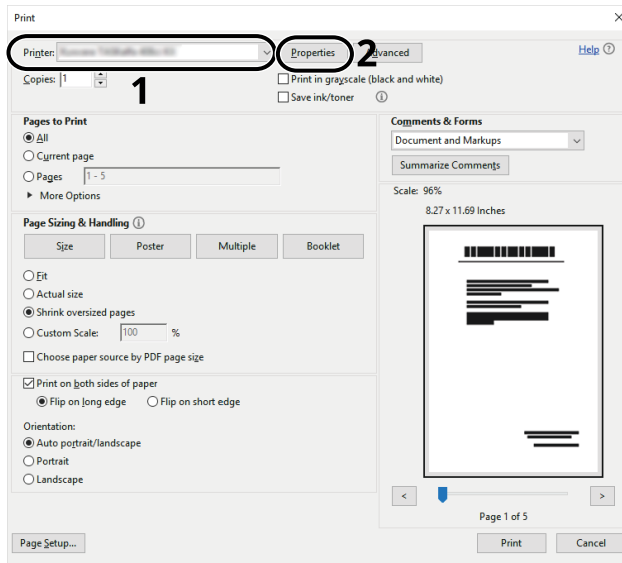 Print
Printer:
Properties
2
Advanced
Help
Copies: 1
1
Print in grayscale (black and white)
Save ink/toner
Pages to Print
All
Current page
Pages 1 - 5
More Options
Page Sizing & Handling
Size Poster Multiple Booklet
Fit
Actual size
Shrink oversized pages
Custom Scale: 100 %
Choose paper source by PDF page size
Print on both sides of paper
Flip on long edge Flip on short edge
Orientation:
Auto portrait/landscape
Portrait
Landscape
Comments & Forms
Document and Markups
Summarize Comments
Scale: 96%
8.27 x 11.69 Inches
< >
Page 1 of 5
Page Setup...
Print Cancel